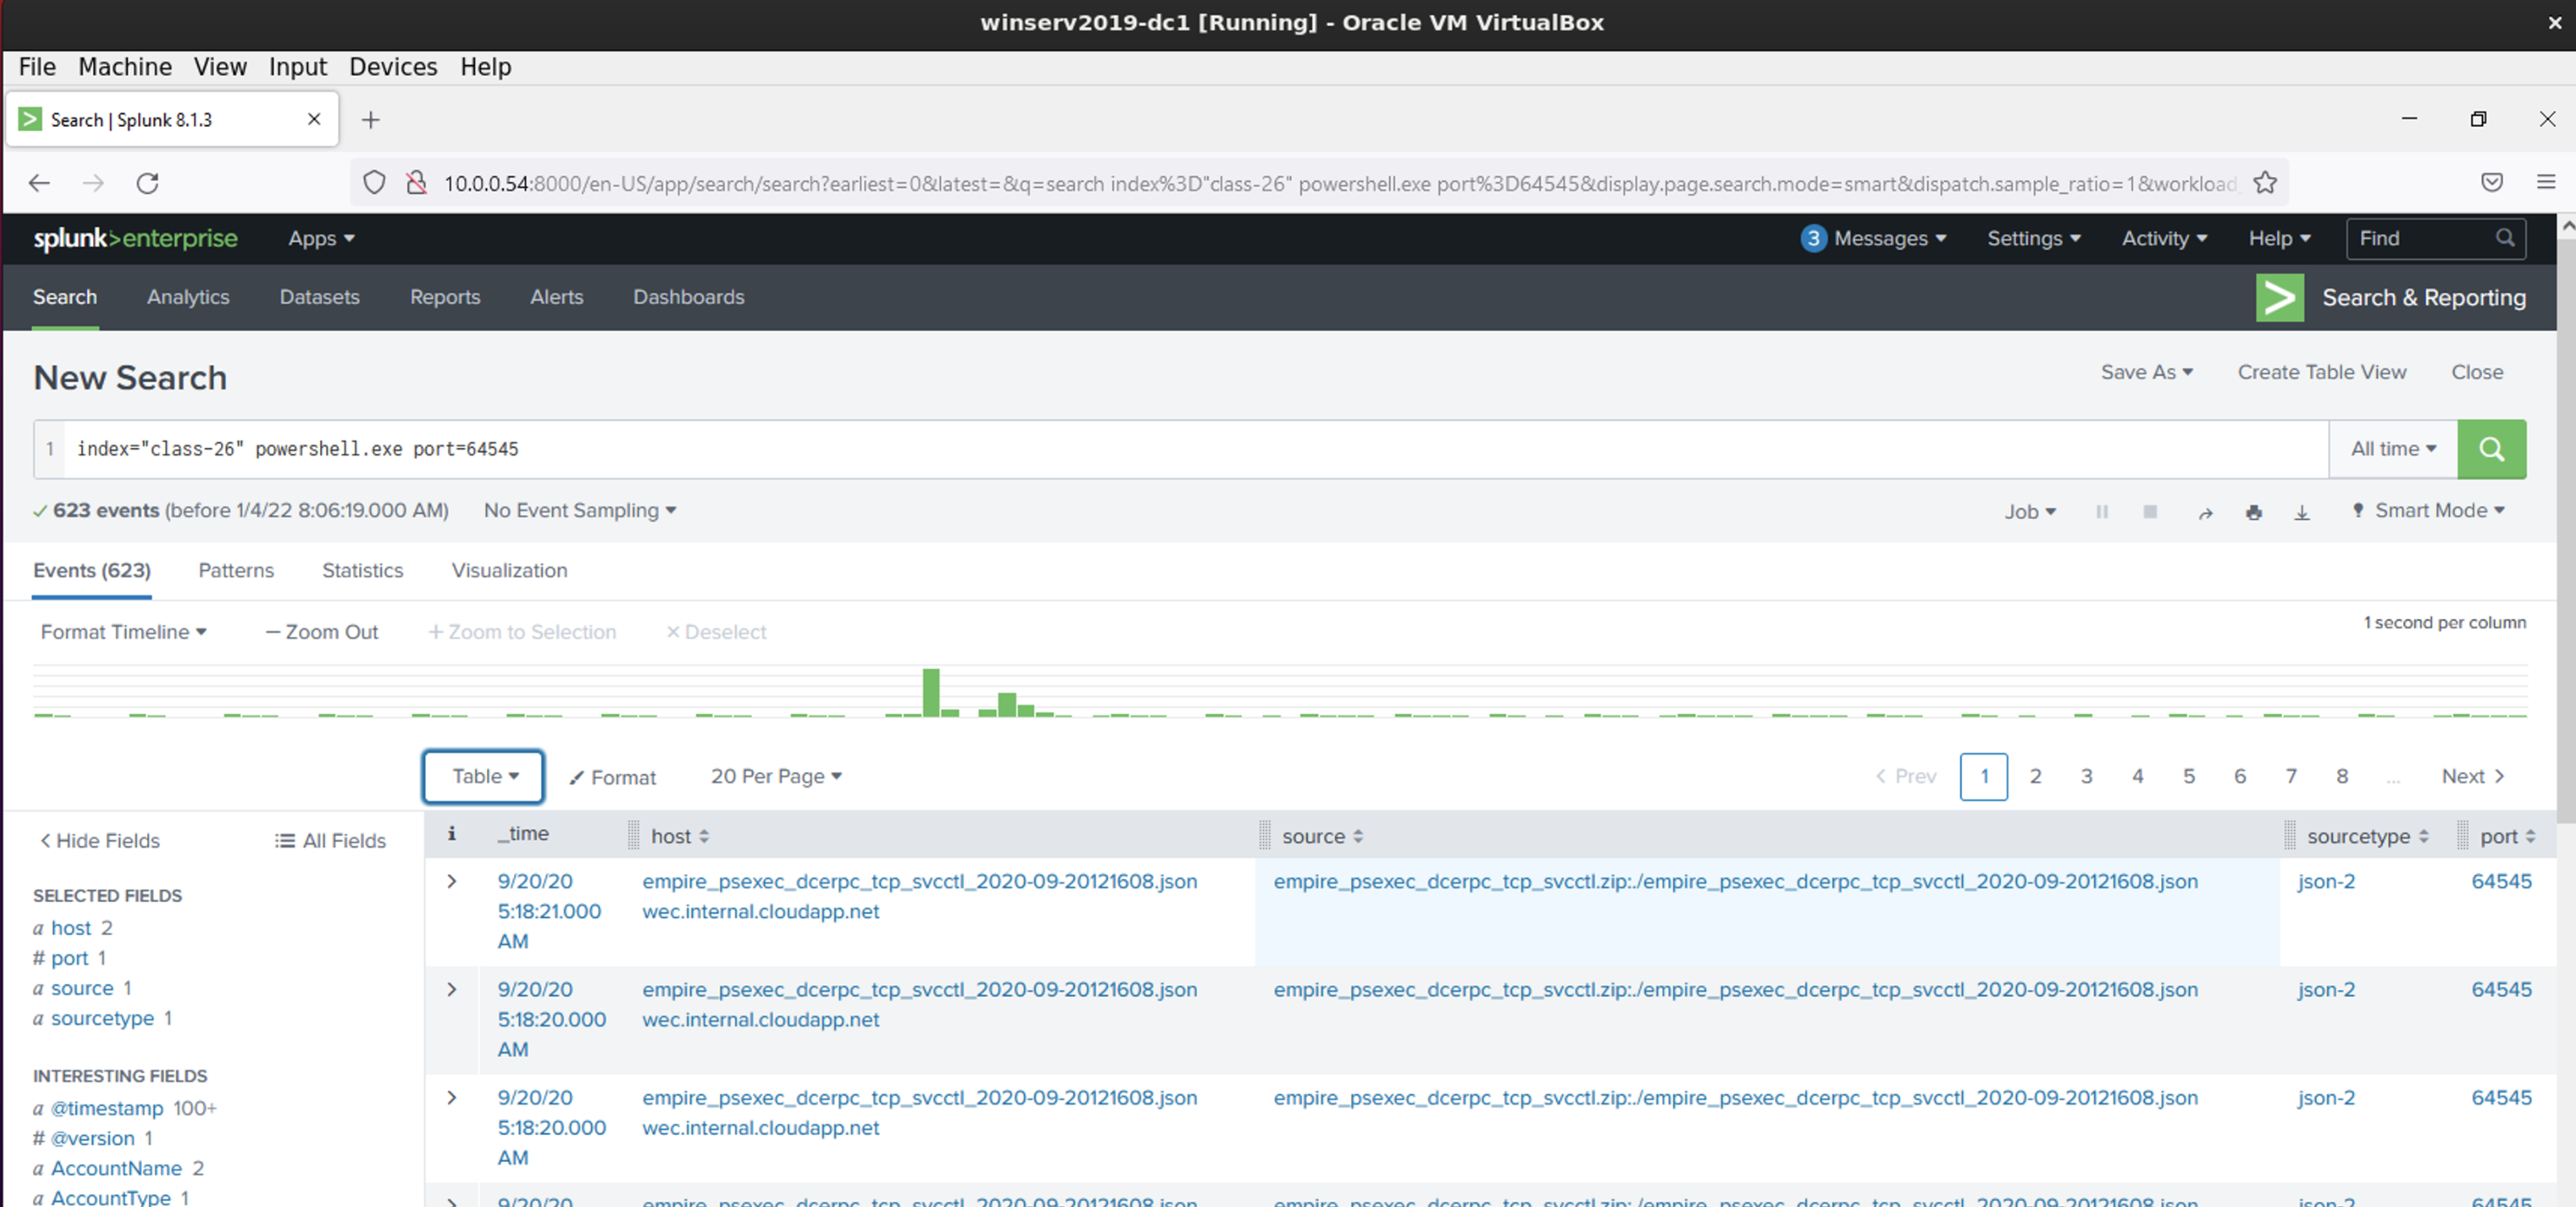 winserv2019-dc1 [Running] - Oracle VM VirtualBox
File Machine View Input Devices Help
Search | Splunk 8.1.3
10.0.0.54:8000/en-US/app/search/search?earliest=0&latest=&q=search index%3D"class-26" powershell.exe port%3D64545&display.page.search.mode=smart&dispatch.sample_ratio=1&workload
splunk>enterprise Apps 3 Messages Settings Activity Help Find
Search Analytics Datasets Reports Alerts Dashboards Search & Reporting
New Search Save As Create Table View Close
1 index="class-26" powershell.exe port=64545 All time
623 events (before 1/4/22 8:06:19.000 AM) No Event Sampling Job Smart Mode
Events (623) Patterns Statistics Visualization
Format Timeline — Zoom Out + Zoom to Selection × Deselect 1 second per column
Table Format 20 Per Page < Prev 1 2 3 4 5 6 7 8 ... Next >
< Hide Fields All Fields i _time host source sourcetype port
SELECTED FIELDS
a host 2
# port 1
a source 1
a sourcetype 1
INTERESTING FIELDS
a @timestamp 100+
# @version 1
a AccountName 2
a AccountType 1
> 9/20/20 empire_psexec_dcerpc_tcp_svcctl_2020-09-20121608.json empire_psexec_dcerpc_tcp_svcctl.zip:./empire_psexec_dcerpc_tcp_svcctl_2020-09-20121608.json json-2 64545
5:18:21.000 wec.internal.cloudapp.net
AM
> 9/20/20 empire_psexec_dcerpc_tcp_svcctl_2020-09-20121608.json empire_psexec_dcerpc_tcp_svcctl.zip:./empire_psexec_dcerpc_tcp_svcctl_2020-09-20121608.json json-2 64545
5:18:20.000 wec.internal.cloudapp.net
AM
> 9/20/20 empire_psexec_dcerpc_tcp_svcctl_2020-09-20121608.json empire_psexec_dcerpc_tcp_svcctl.zip:./empire_psexec_dcerpc_tcp_svcctl_2020-09-20121608.json json-2 64545
5:18:20.000 wec.internal.cloudapp.net
AM
9/20/20 empire_psexec_dcerpc_tcp_svcctl_2020-09-20121608.json empire_psexec_dcerpc_tcp_svcctl.zip:./empire_psexec_dcerpc_tcp_svcctl_2020-09-20121608.json json-2 64545